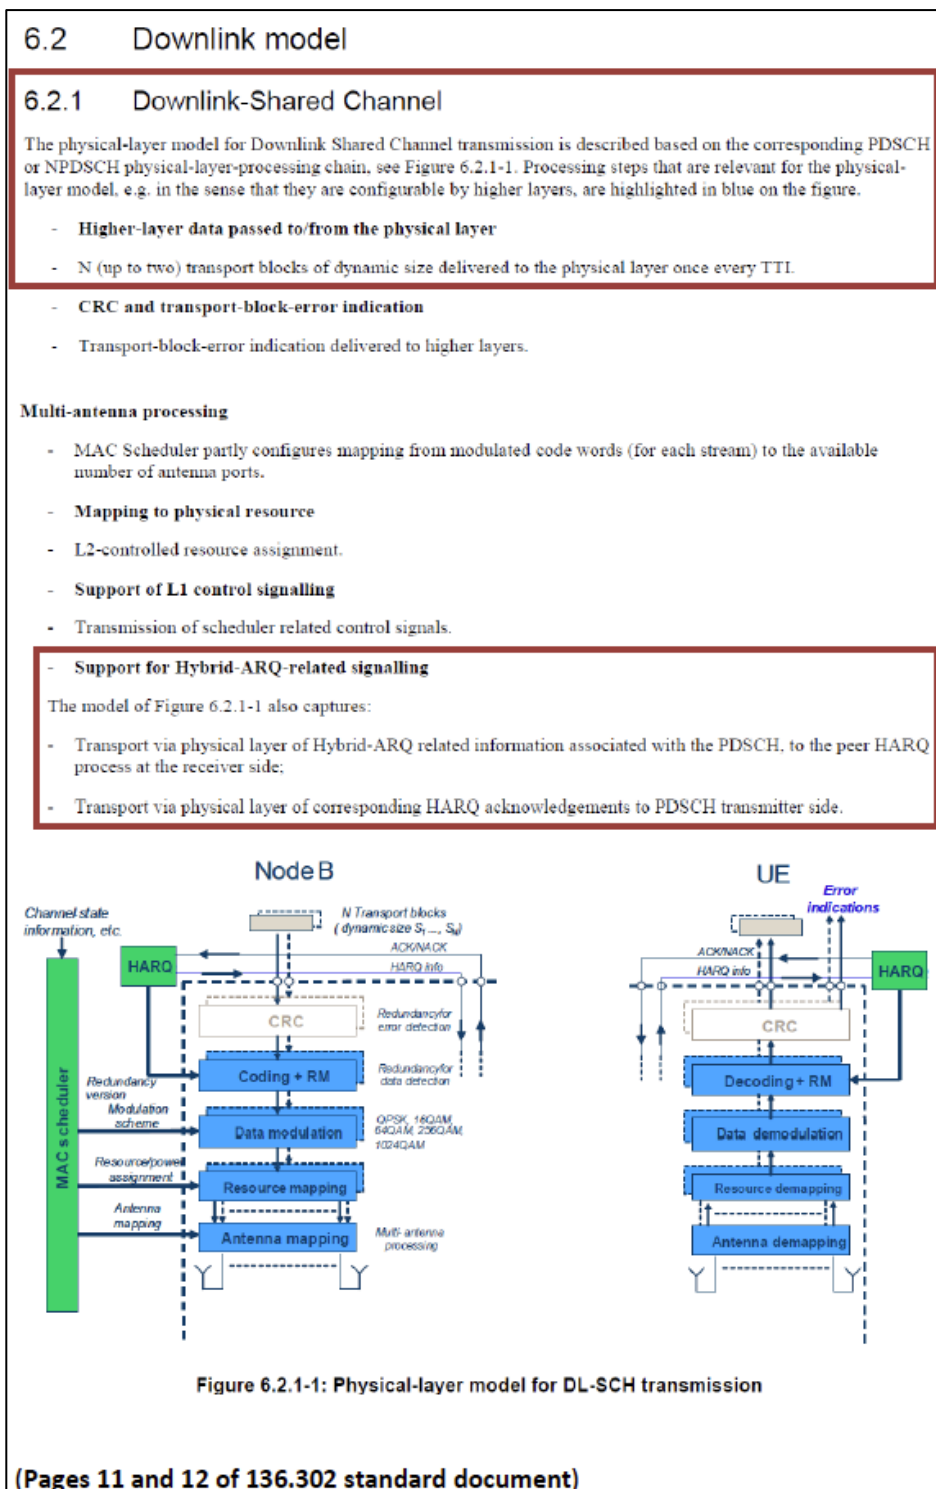 6.2 Downlink model
6.2.1 Downlink-Shared Channel
The physical-layer model for Downlink Shared Channel transmission is described based on the corresponding PDSCH
or NPDSCH physical-layer-processing chain, see Figure 6.2.1-1. Processing steps that are relevant for the physical-
layer model, e.g. in the sense that they are configurable by higher layers, are highlighted in blue on the figure.
- Higher-layer data passed to/from the physical layer
- N (up to two) transport blocks of dynamic size delivered to the physical layer once every TTI.
- CRC and transport-block-error indication
- Transport-block-error indication delivered to higher layers.
Multi-antenna processing
- MAC Scheduler partly configures mapping from modulated code words (for each stream) to the available
number of antenna ports.
- Mapping to physical resource
- L2-controlled resource assignment.
- Support of L1 control signalling
- Transmission of scheduler related control signals.
- Support for Hybrid-ARQ-related signalling
The model of Figure 6.2.1-1 also captures:
- Transport via physical layer of Hybrid-ARQ related information associated with the PDSCH, to the peer HARQ
process at the receiver side;
- Transport via physical layer of corresponding HARQ acknowledgements to PDSCH transmitter side.
Node B
UE
Channel state
information, etc.
N Transport blocks
(dynamic size S1 ..., SN)
Error
indications
ACK/NACK
HARQ info
HARQ
ACK/NACK
HARQ info
HARQ
CRC
Redundancy for
error detection
CRC
Coding + RM
Redundancy for
data detection
Decoding + RM
MAC scheduler
Redundancy
version
Modulation
scheme
Data modulation
QPSK, 16QAM,
64QAM, 256QAM,
1024QAM
Data demodulation
Resource/power
assignment
Resource mapping
Resource demapping
Antenna
mapping
Antenna mapping
Multi-antenna
processing
Antenna demapping
Figure 6.2.1-1: Physical-layer model for DL-SCH transmission
(Pages 11 and 12 of 136.302 standard document)